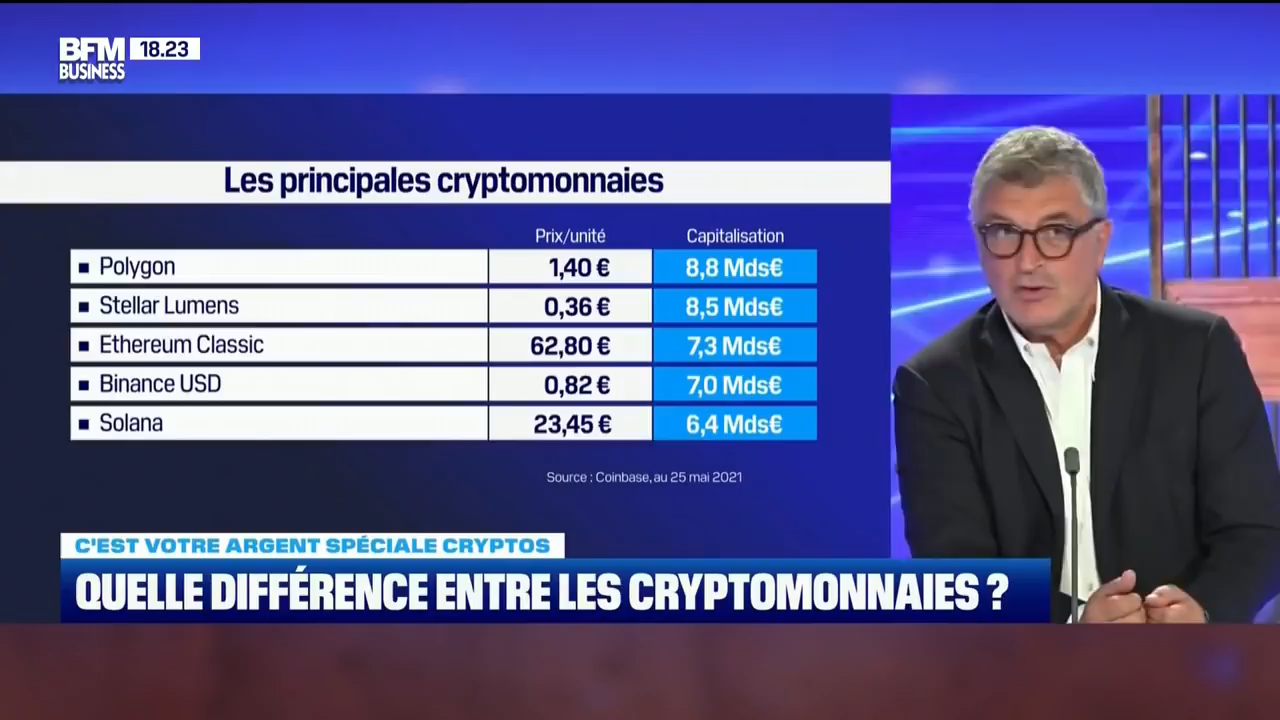 BFM 18.23
BUSINESS
Les principales cryptomonnaies
Prix/unité Capitalisation
Polygon 1,40 € 8,8 Mds€
Stellar Lumens 0,36 € 8,5 Mds€
Ethereum Classic 62,80 € 7,3 Mds€
Binance USD 0,82 € 7,0 Mds€
Solana 23,45 € 6,4 Mds€
Source : Coinbase, au 25 mai 2021
C'EST VOTRE ARGENT SPÉCIALE CRYPTOS
QUELLE DIFFÉRENCE ENTRE LES CRYPTOMONNAIES ?